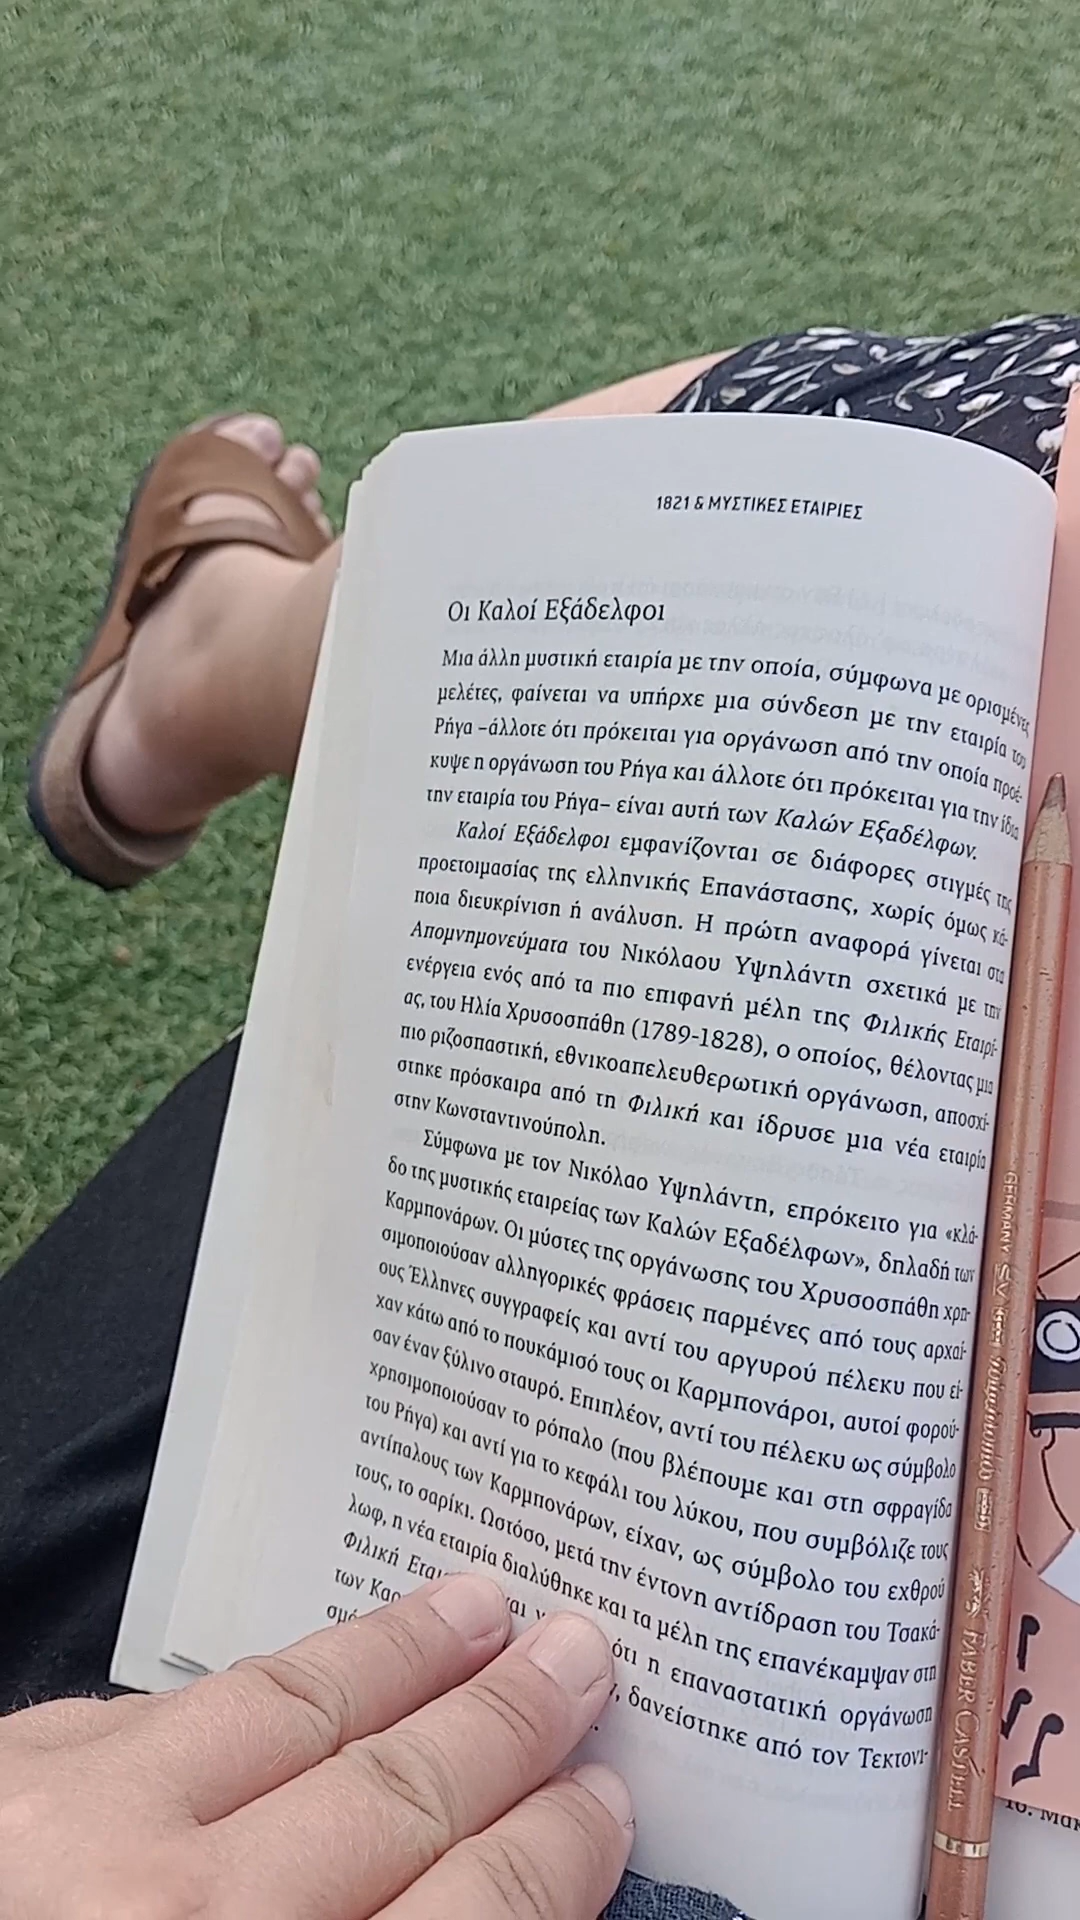 1821 & ΜΥΣΤΙΚΕΣ ΕΤΑΙΡΙΕΣ
Οι Καλοί Εξάδελφοι
Μια άλλη μυστική εταιρία με την οποία, σύμφωνα με ορισμένες
μελέτες, φαίνεται να υπήρχε μια σύνδεση με την εταιρία του
Ρήγα –άλλοτε ότι πρόκειται για οργάνωση από την οποία προέ-
κυψε η οργάνωση του Ρήγα και άλλοτε ότι πρόκειται για την ίδια
την εταιρία του Ρήγα– είναι αυτή των Καλών Εξαδέλφων.
Καλοί Εξάδελφοι εμφανίζονται σε διάφορες στιγμές της
προετοιμασίας της ελληνικής Επανάστασης, χωρίς όμως κά-
ποια διευκρίνιση ή ανάλυση. Η πρώτη αναφορά γίνεται στα
Απομνημονεύματα του Νικόλαου Υψηλάντη σχετικά με την
ενέργεια ενός από τα πιο επιφανή μέλη της Φιλικής Εταιρί-
ας, του Ηλία Χρυσοσπάθη (1789-1828), ο οποίος, θέλοντας μια
πιο ριζοσπαστική, εθνικοαπελευθερωτική οργάνωση, αποσχί-
στηκε πρόσκαιρα από τη Φιλική και ίδρυσε μια νέα εταιρία
στην Κωνσταντινούπολη.
Σύμφωνα με τον Νικόλαο Υψηλάντη, επρόκειτο για «κλά-
δο της μυστικής εταιρείας των Καλών Εξαδέλφων», δηλαδή των
Καρμπονάρων. Οι μύστες της οργάνωσης του Χρυσοσπάθη χρη-
σιμοποιούσαν αλληγορικές φράσεις παρμένες από τους αρχαί-
ους Έλληνες συγγραφείς και αντί του αργυρού πέλεκυ που εί-
χαν κάτω από το πουκάμισό τους οι Καρμπονάροι, αυτοί φορού-
σαν έναν ξύλινο σταυρό. Επιπλέον, αντί του πέλεκυ ως σύμβολο
χρησιμοποιούσαν το ρόπαλο (που βλέπουμε και στη σφραγίδα
του Ρήγα) και αντί για το κεφάλι του λύκου, που συμβόλιζε τους
αντίπαλους των Καρμπονάρων, είχαν, ως σύμβολο του εχθρού
τους, το σαρίκι. Ωστόσο, μετά την έντονη αντίδραση του Τσακά-
λωφ, η νέα εταιρία διαλύθηκε και τα μέλη της επανέκαμψαν στη
Φιλική ότι η επαναστατική οργάνωση
των δανείστηκε από τον Τεκτονι-
GERMANY
FABER CASTELL